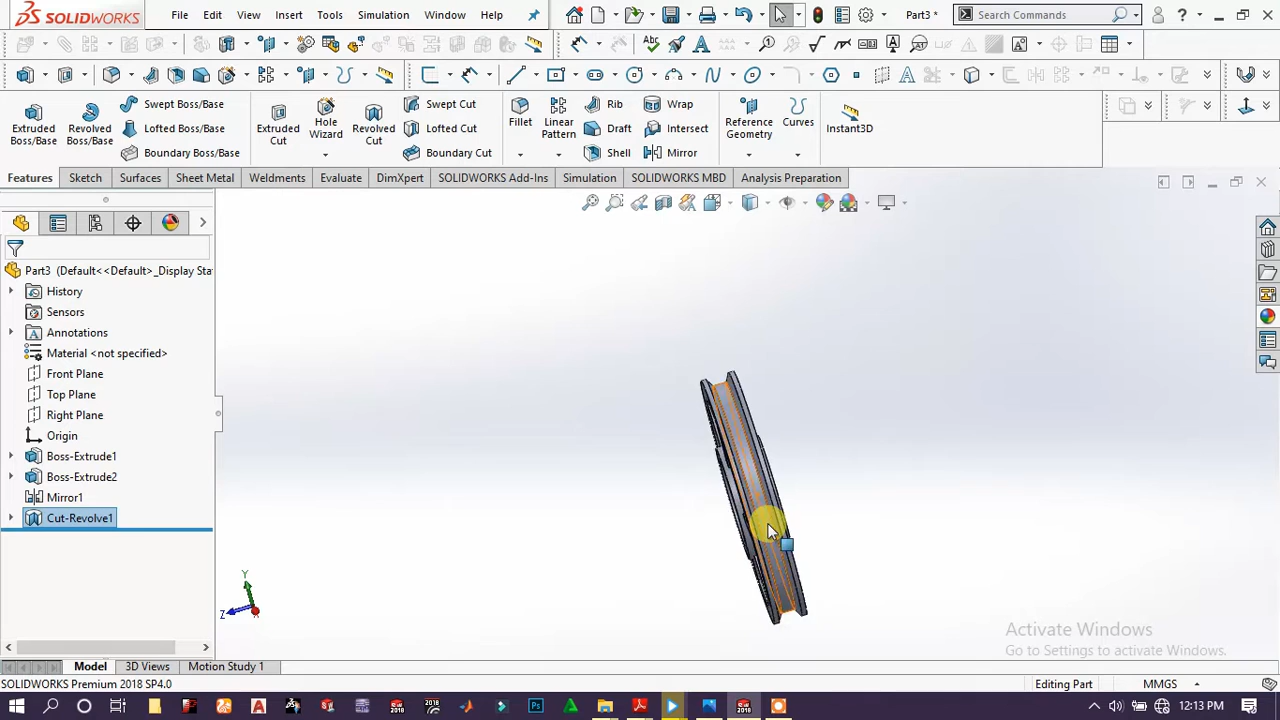 SOLIDWORKS File Edit View Insert Tools Simulation Window Help Part3 * Search Commands
Extruded Boss/Base
Revolved Boss/Base
Swept Boss/Base
Lofted Boss/Base
Boundary Boss/Base
Extruded Cut
Hole Wizard
Revolved Cut
Swept Cut
Lofted Cut
Boundary Cut
Fillet
Linear Pattern
Rib
Draft
Shell
Wrap
Intersect
Mirror
Reference Geometry
Curves
Instant3D
Features Sketch Surfaces Sheet Metal Weldments Evaluate DimXpert SOLIDWORKS Add-Ins Simulation SOLIDWORKS MBD Analysis Preparation
Part3 (Default<<Default>_Display Sta
History
Sensors
Annotations
Material <not specified>
Front Plane
Top Plane
Right Plane
Origin
Boss-Extrude1
Boss-Extrude2
Mirror1
Cut-Revolve1
Y
Z
Activate Windows
Go to Settings to activate Windows.
Model 3D Views Motion Study 1
SOLIDWORKS Premium 2018 SP4.0 Editing Part MMGS
12:13 PM